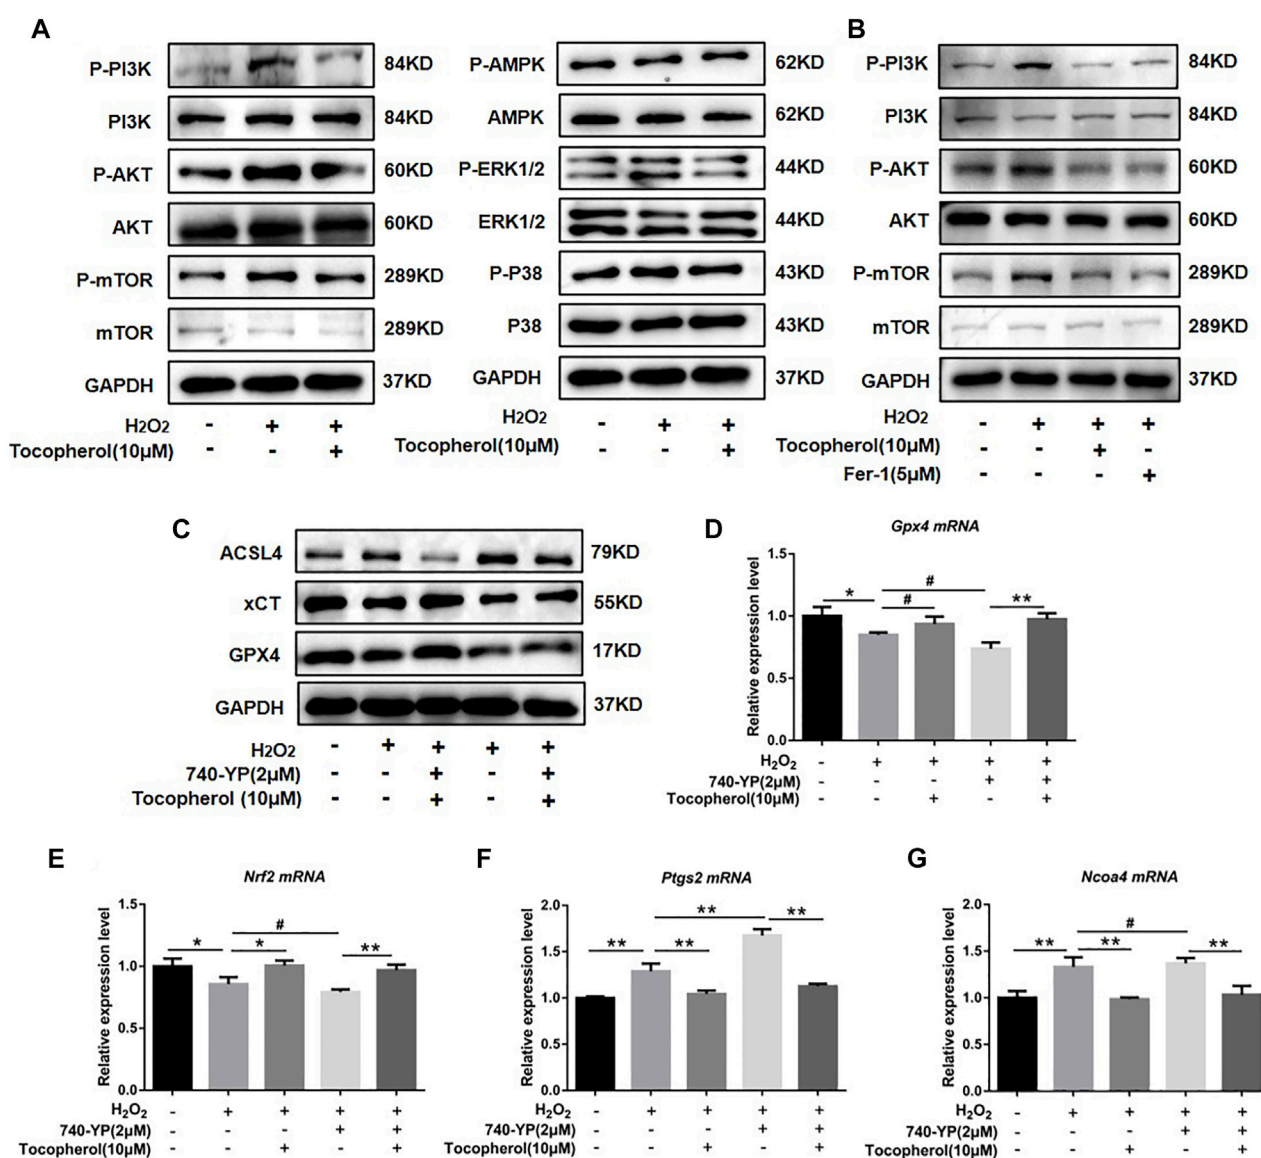 A
P-PI3K 84KD
PI3K 84KD
P-AKT 60KD
AKT 60KD
P-mTOR 289KD
mTOR 289KD
GAPDH 37KD
H2O2 - + +
Tocopherol(10μM) - - +
P-AMPK 62KD
AMPK 62KD
P-ERK1/2 44KD
ERK1/2 44KD
P-P38 43KD
P38 43KD
GAPDH 37KD
H2O2 - + +
Tocopherol(10μM) - - +
B
P-PI3K 84KD
PI3K 84KD
P-AKT 60KD
AKT 60KD
P-mTOR 289KD
mTOR 289KD
GAPDH 37KD
H2O2 - + + +
Tocopherol(10μM) - - + -
Fer-1(5μM) - - - +
C
ACSL4 79KD
xCT 55KD
GPX4 17KD
GAPDH 37KD
H2O2 - + + + +
740-YP(2μM) - - + - +
Tocopherol (10μM) - - + - +
D
Gpx4 mRNA
Relative expression level
1.5
1.0
0.5
0.0
* # # **
H2O2 - + + + +
740-YP(2μM) - - - + +
Tocopherol(10μM) - - + - +
E
Nrf2 mRNA
Relative expression level
1.5
1.0
0.5
0.0
* * # **
H2O2 - + + + +
740-YP(2μM) - - - + +
Tocopherol(10μM) - - + - +
F
Ptgs2 mRNA
Relative expression level
2.0
1.5
1.0
0.5
0.0
** ** ** **
H2O2 - + + + +
740-YP(2μM) - - - + +
Tocopherol(10μM) - - + - +
G
Ncoa4 mRNA
Relative expression level
2.0
1.5
1.0
0.5
0.0
** ** # **
H2O2 - + + + +
740-YP(2μM) - - - + +
Tocopherol(10μM) - - + - +